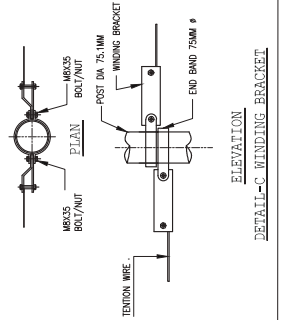 M8X35
BOLT/NUT
PLAN
M8X35
BOLT/NUT
POST DIA 75.1MM
WINDING BRACKET
END BAND 75MM Ø
TENTION WIRE.
ELEVATION
DETAIL-C WINDING BRACKET